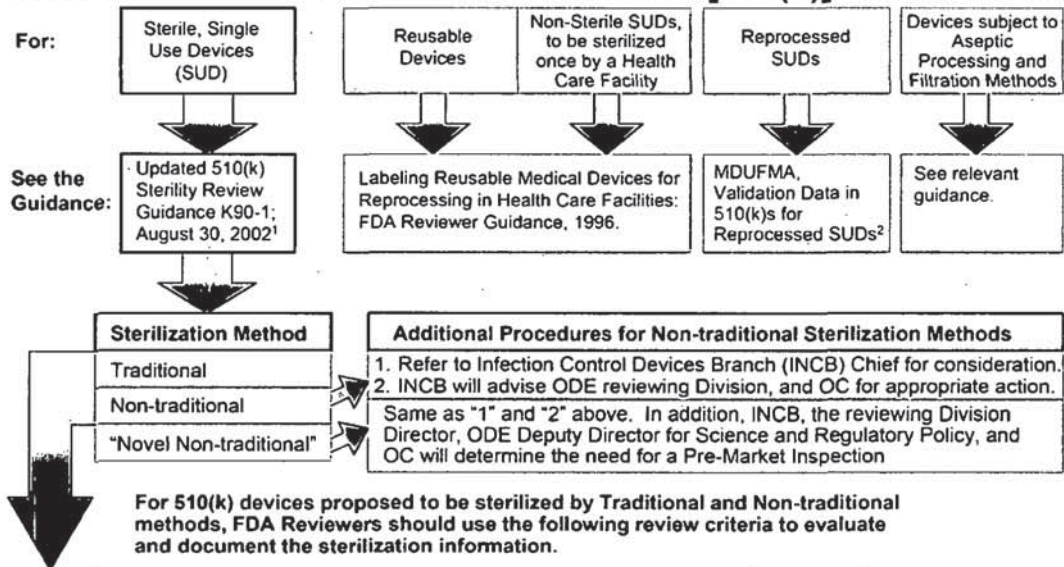 For:
Sterile, Single
Use Devices
(SUD)
Reusable
Devices
Non-Sterile SUDs,
to be sterilized
once by a Health
Care Facility
Reprocessed
SUDs
Devices subject to
Aseptic
Processing and
Filtration Methods
See the
Guidance:
Updated 510(k)
Sterility Review
Guidance K90-1;
August 30, 2002¹
Labeling Reusable Medical Devices for
Reprocessing in Health Care Facilities:
FDA Reviewer Guidance, 1996.
MDUFMA,
Validation Data in
510(k)s for
Reprocessed SUDs²
See relevant
guidance.
Sterilization Method
Traditional
Non-traditional
"Novel Non-traditional"
Additional Procedures for Non-traditional Sterilization Methods
1. Refer to Infection Control Devices Branch (INCB) Chief for consideration.
2. INCB will advise ODE reviewing Division, and OC for appropriate action.
Same as "1" and "2" above. In addition, INCB, the reviewing Division
Director, ODE Deputy Director for Science and Regulatory Policy, and
OC will determine the need for a Pre-Market Inspection
For 510(k) devices proposed to be sterilized by Traditional and Non-traditional
methods, FDA Reviewers should use the following review criteria to evaluate
and document the sterilization information.